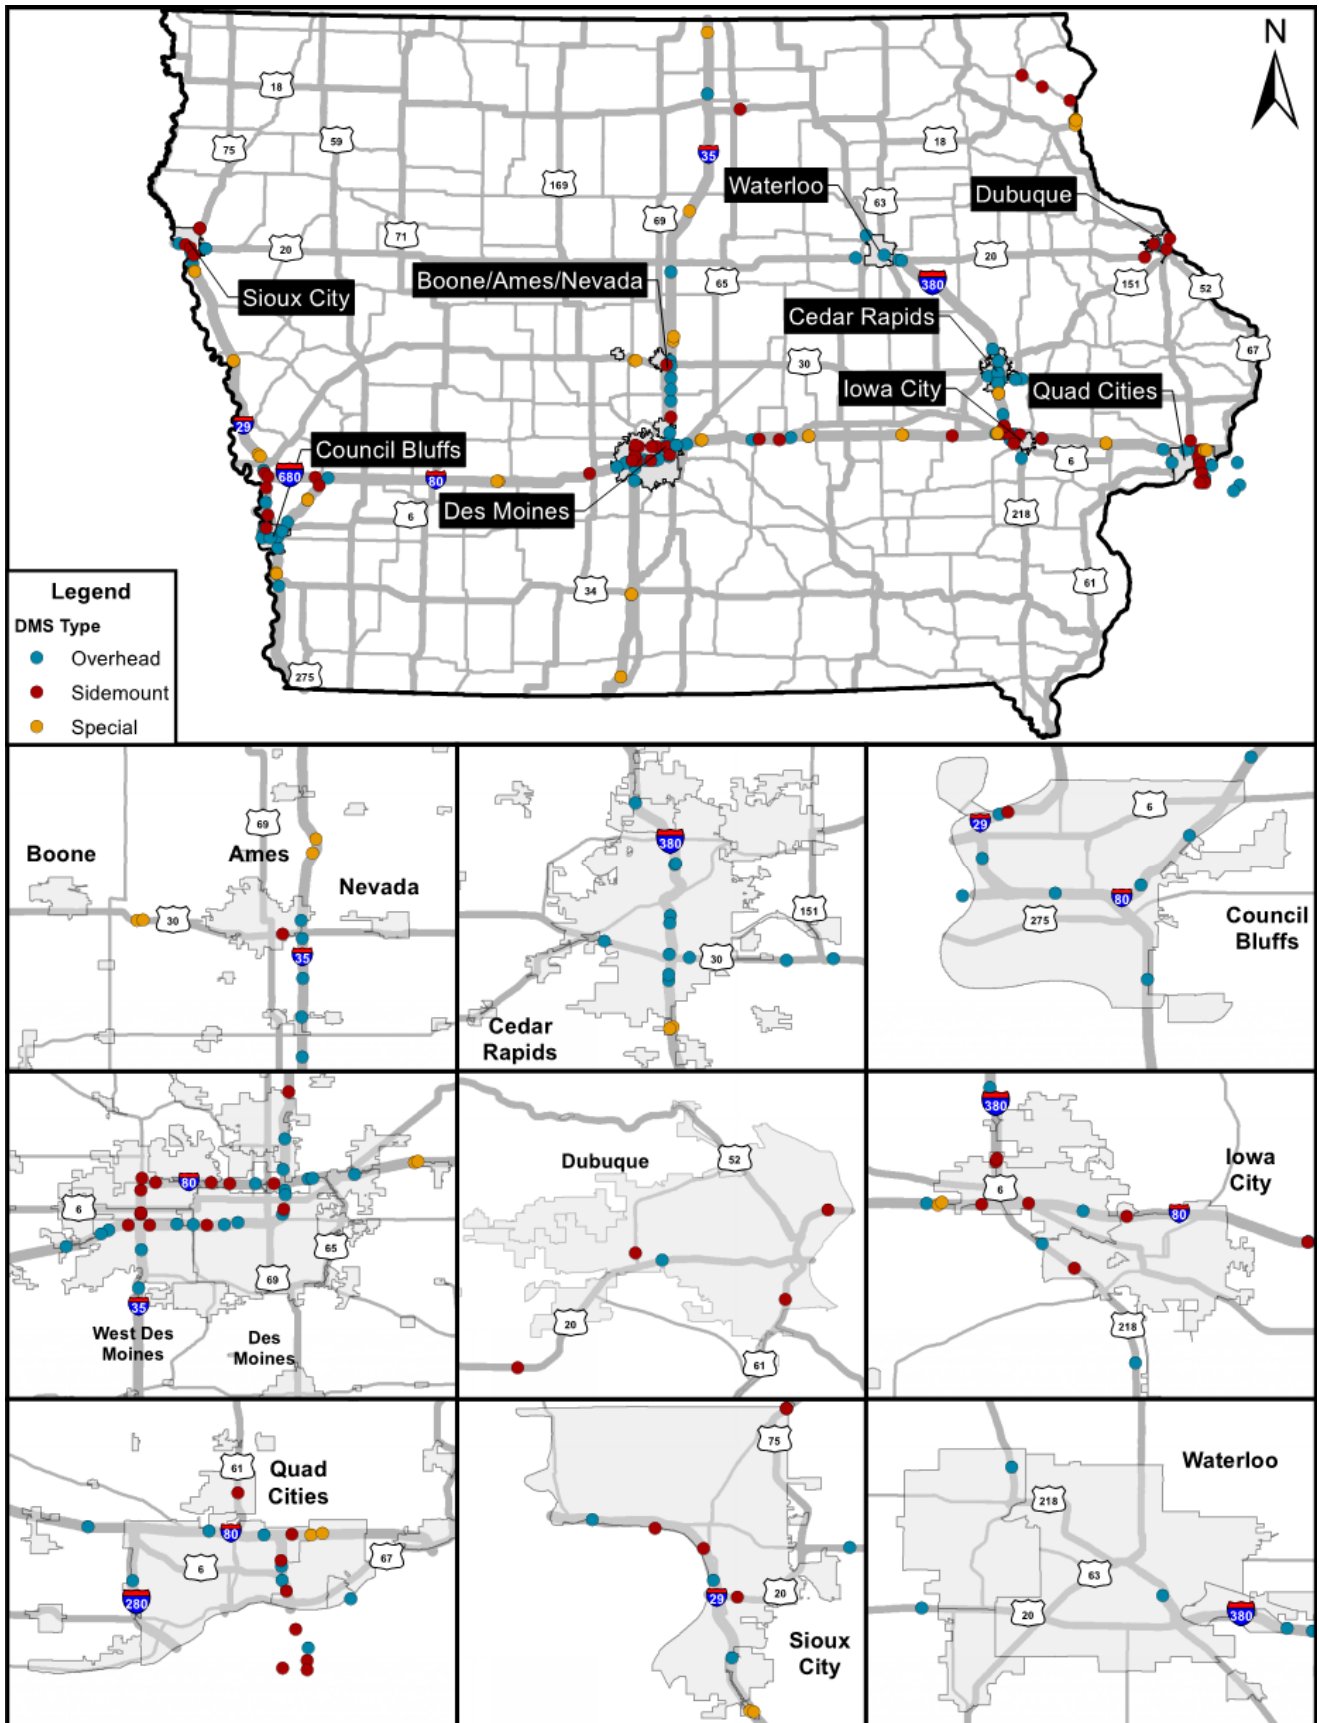 N
18
75
59
35
18
169
Waterloo
63
Dubuque
69
71
20
20
Boone/Ames/Nevada
65
380
151
52
Sioux City
Cedar Rapids
67
30
Iowa City
Quad Cities
29
Council Bluffs
680
80
6
6
Des Moines
218
34
61
275
Legend
DMS Type
Overhead
Sidemount
Special
69
Boone
Ames
Nevada
30
35
380
151
30
Cedar
Rapids
6
29
80
275
Council
Bluffs
80
6
65
69
35
West Des
Moines
Des
Moines
Dubuque
52
20
61
380
6
Iowa
City
80
218
61
Quad
Cities
80
6
67
280
75
29
20
Sioux
City
Waterloo
218
63
20
380